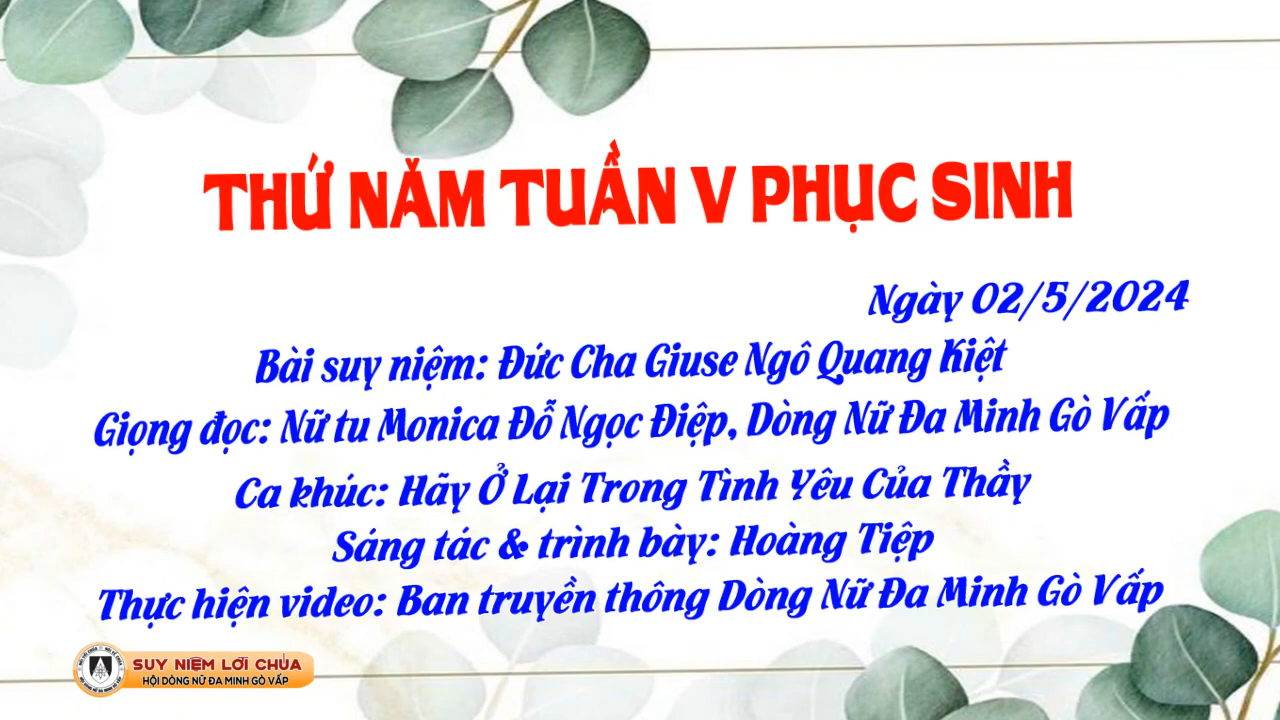 THỨ NĂM TUẦN V PHỤC SINH
Ngày 02/5/2024
Bài suy niệm: Đức Cha Giuse Ngô Quang Kiệt
Giọng đọc: Nữ tu Monica Đỗ Ngọc Điệp, Dòng Nữ Đa Minh Gò Vấp
Ca khúc: Hãy Ở Lại Trong Tình Yêu Của Thầy
Sáng tác & trình bày: Hoàng Tiệp
Thực hiện video: Ban truyền thông Dòng Nữ Đa Minh Gò Vấp
SUY NIỆM LỜI CHÚA
HỘI DÒNG NỮ ĐA MINH GÒ VẤP